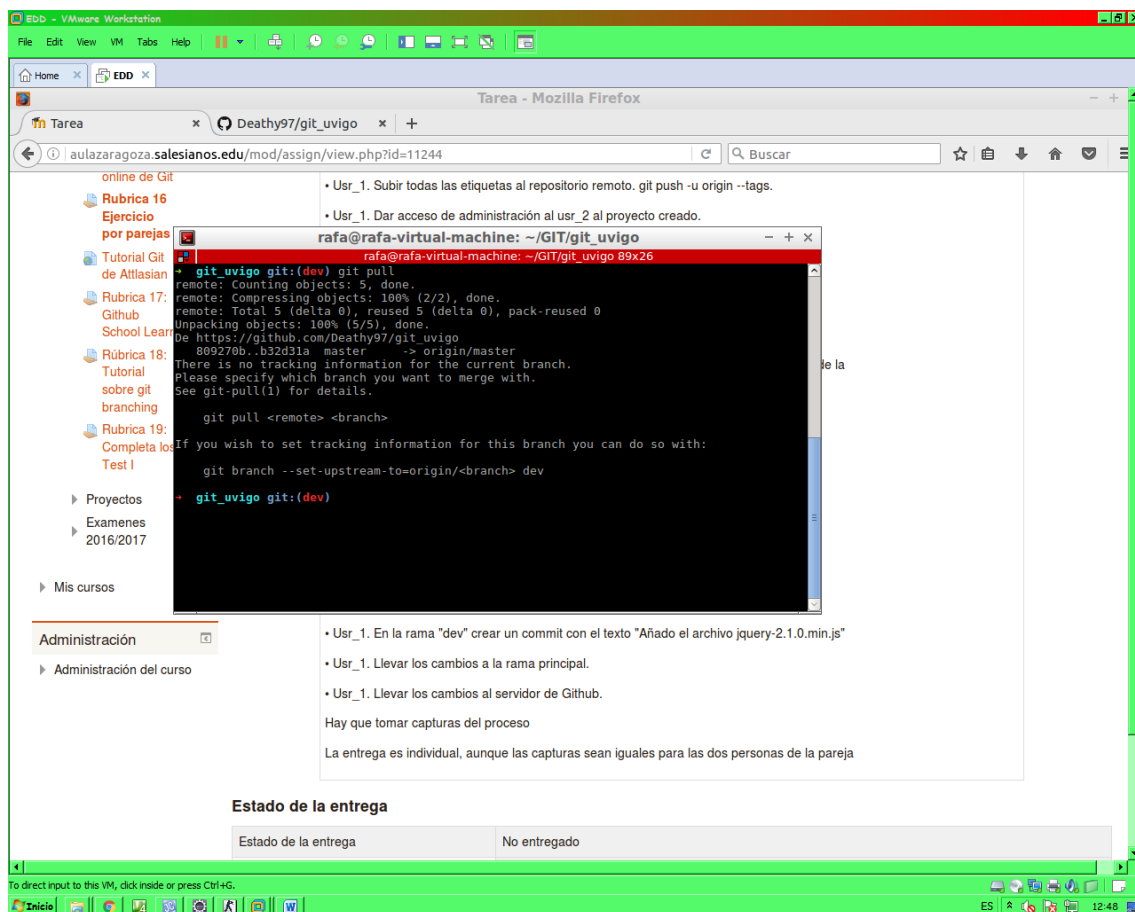 EDD - VMware Workstation
File Edit View VM Tabs Help
Home × EDD ×
Tarea - Mozilla Firefox
Tarea × Deathy97/git_uvigo × +
aulazaragoza.salesianos.edu/mod/assign/view.php?id=11244
Buscar
online de Git
Rubrica 16
Ejercicio
por parejas
Tutorial Git
de Attlasian
Rubrica 17:
Github
School Learn
Rúbrica 18:
Tutorial
sobre git
branching
Rubrica 19:
Completa los
Test I
Proyectos
Examenes
2016/2017
Mis cursos
Administración
Administración del curso
• Usr_1. Subir todas las etiquetas al repositorio remoto. git push -u origin --tags.
• Usr_1. Dar acceso de administración al usr_2 al proyecto creado.
de la
rafa@rafa-virtual-machine: ~/GIT/git_uvigo
rafa@rafa-virtual-machine: ~/GIT/git_uvigo 89x26
→ git_uvigo git:(dev) git pull
remote: Counting objects: 5, done.
remote: Compressing objects: 100% (2/2), done.
remote: Total 5 (delta 0), reused 5 (delta 0), pack-reused 0
Unpacking objects: 100% (5/5), done.
De https://github.com/Deathy97/git_uvigo
809270b..b32d31a master -> origin/master
There is no tracking information for the current branch.
Please specify which branch you want to merge with.
See git-pull(1) for details.
git pull <remote> <branch>
If you wish to set tracking information for this branch you can do so with:
git branch --set-upstream-to=origin/<branch> dev
→ git_uvigo git:(dev)
• Usr_1. En la rama "dev" crear un commit con el texto "Añado el archivo jquery-2.1.0.min.js"
• Usr_1. Llevar los cambios a la rama principal.
• Usr_1. Llevar los cambios al servidor de Github.
Hay que tomar capturas del proceso
La entrega es individual, aunque las capturas sean iguales para las dos personas de la pareja
Estado de la entrega
Estado de la entrega No entregado
To direct input to this VM, click inside or press Ctrl+G.
Inicio
ES 12:48